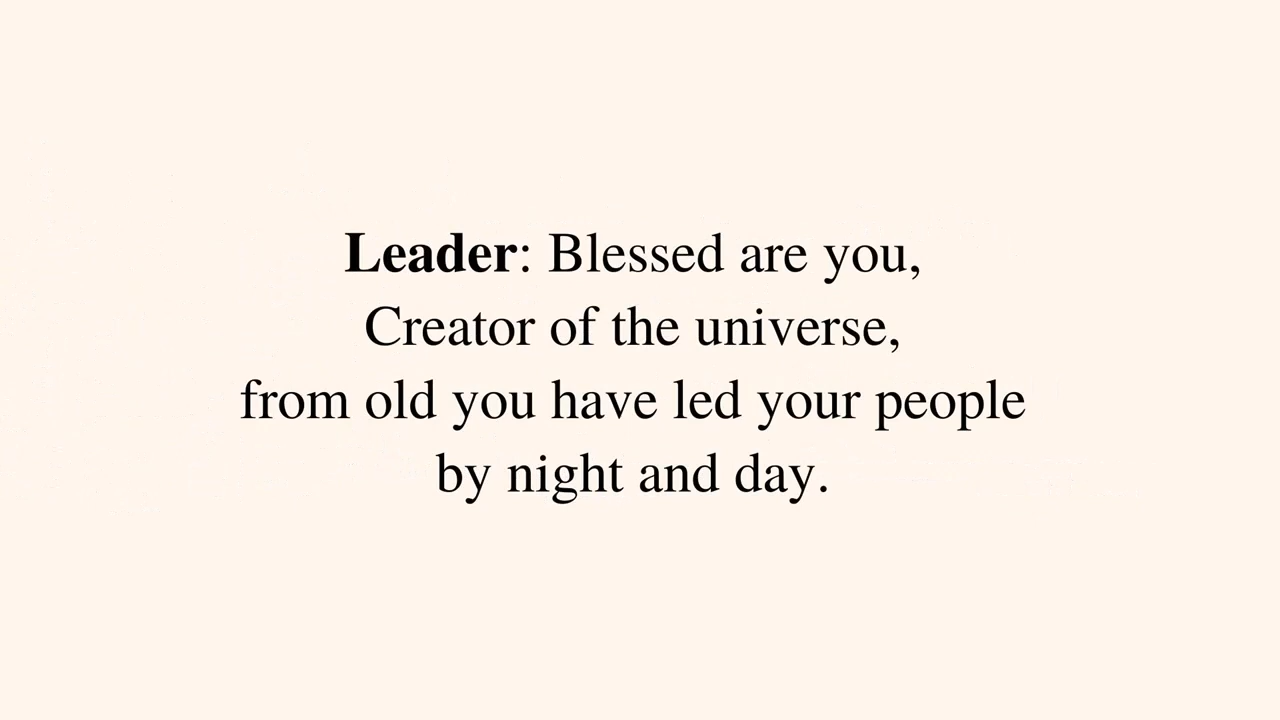 Leader: Blessed are you,
Creator of the universe,
from old you have led your people
by night and day.